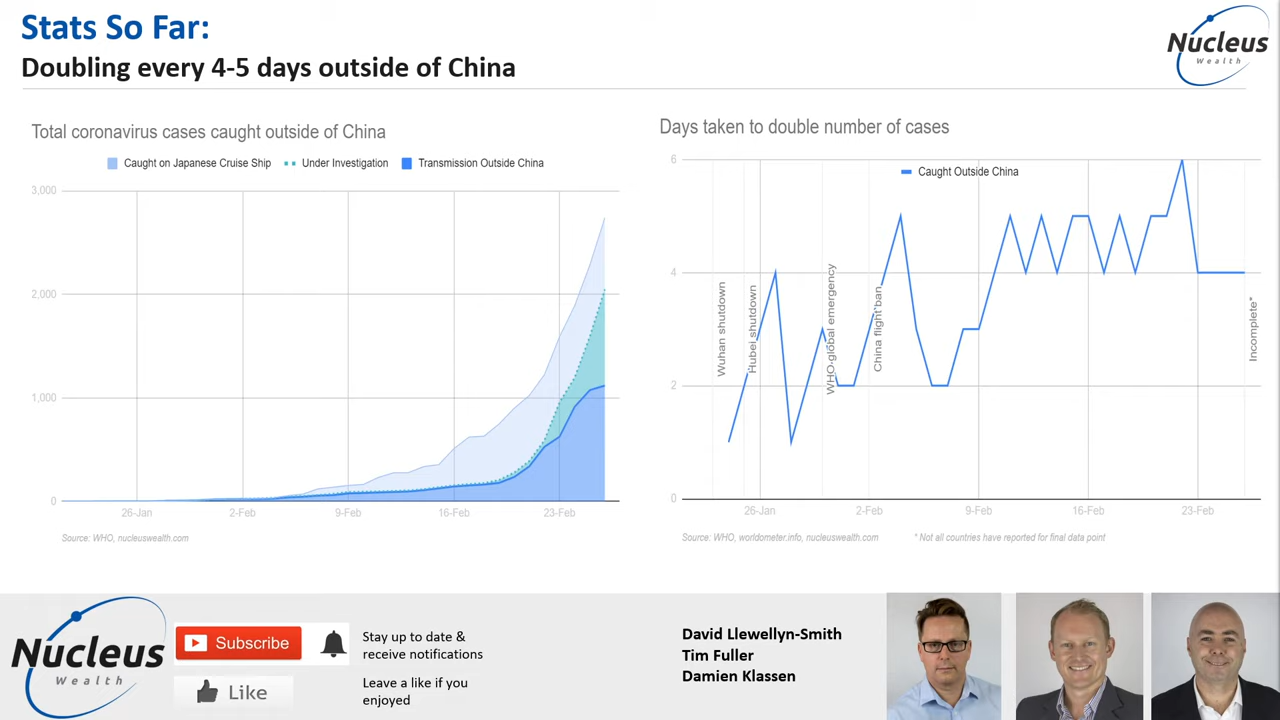 Stats So Far:
Doubling every 4-5 days outside of China
Nucleus
Wealth
Total coronavirus cases caught outside of China
Caught on Japanese Cruise Ship
Under Investigation
Transmission Outside China
3,000
2,000
1,000
0
26-Jan
2-Feb
9-Feb
16-Feb
23-Feb
Source: WHO, nucleuswealth.com
Days taken to double number of cases
Caught Outside China
6
4
2
0
Wuhan shutdown
Hubei shutdown
WHO global emergency
China flight ban
Incomplete*
26-Jan
2-Feb
9-Feb
16-Feb
23-Feb
Source: WHO, worldometer.info, nucleuswealth.com
* Not all countries have reported for final data point
Nucleus
Wealth
Subscribe
Like
Stay up to date &
receive notifications
Leave a like if you
enjoyed
David Llewellyn-Smith
Tim Fuller
Damien Klassen